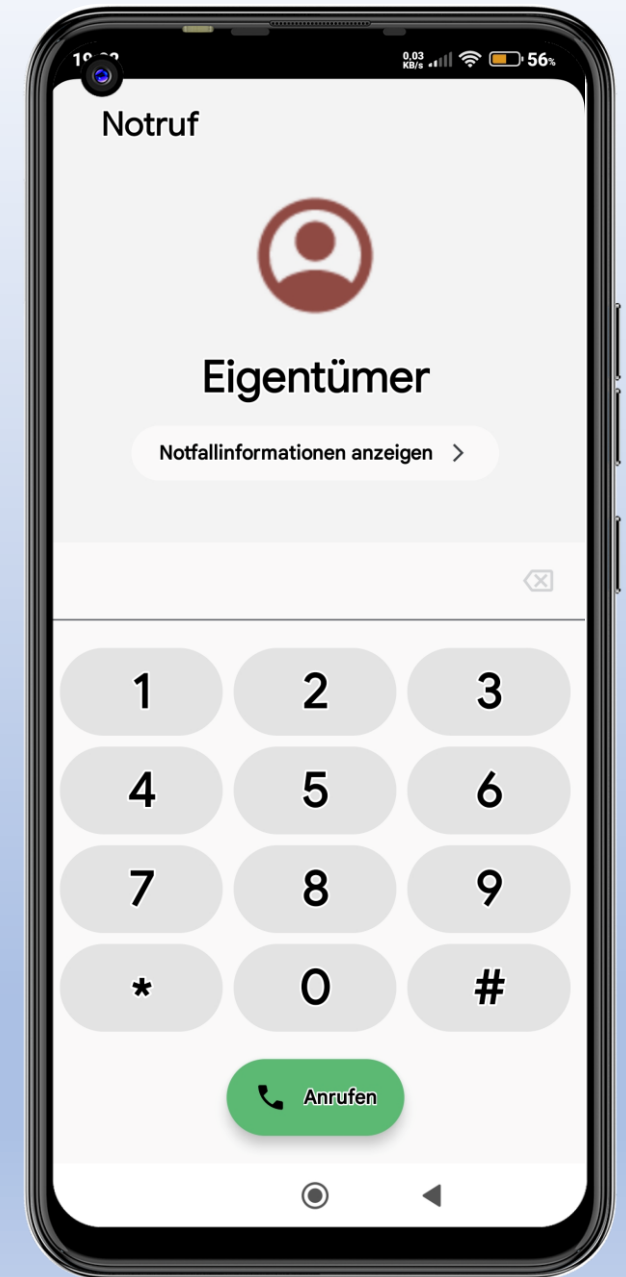 0,03
KB/s
56%
Notruf
Eigentümer
Notfallinformationen anzeigen
1 2 3
4 5 6
7 8 9
* 0 #
Anrufen